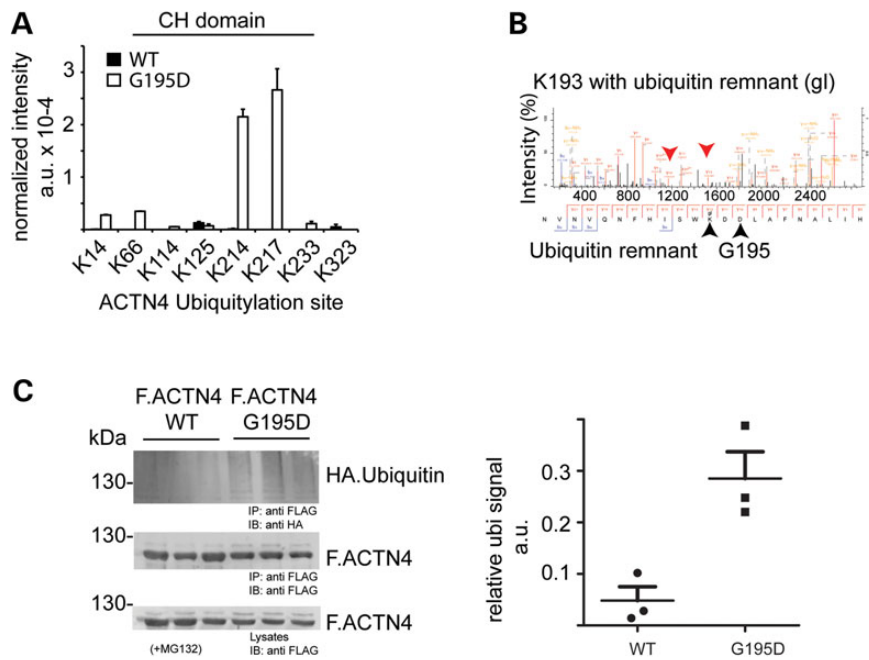 A
CH domain
WT
G195D
normalized intensity
a.u. x 10-4
3
2
1
K14
K66
K114
K125
K214
K217
K233
K323
ACTN4 Ubiquitylation site
B
K193 with ubiquitin remnant (gl)
Intensity (%)
400 800 1200 1600 2000 2400
N V N V Q N F H I S W K D D L A F N A L I H
Ubiquitin remnant G195
C
F.ACTN4 F.ACTN4
WT G195D
kDa
130- HA.Ubiquitin
IP: anti FLAG
IB: anti HA
130- F.ACTN4
IP: anti FLAG
IB: anti FLAG
130- F.ACTN4
(+MG132) Lysates
IB: anti FLAG
relative ubi signal
a.u.
0.3
0.2
0.1
WT G195D